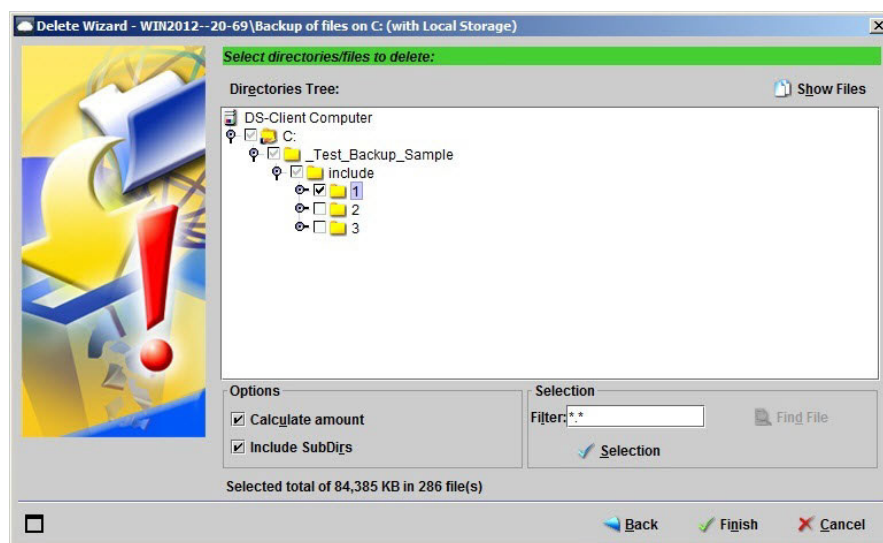 Delete Wizard - WIN2012--20-69\Backup of files on C: (with Local Storage)
Select directories/files to delete:
Directories Tree:
Show Files
DS-Client Computer
C:
_Test_Backup_Sample
include
1
2
3
Options
Calculate amount
Include SubDirs
Selection
Filter:*.*
Find File
Selection
Selected total of 84,385 KB in 286 file(s)
Back
Finish
Cancel